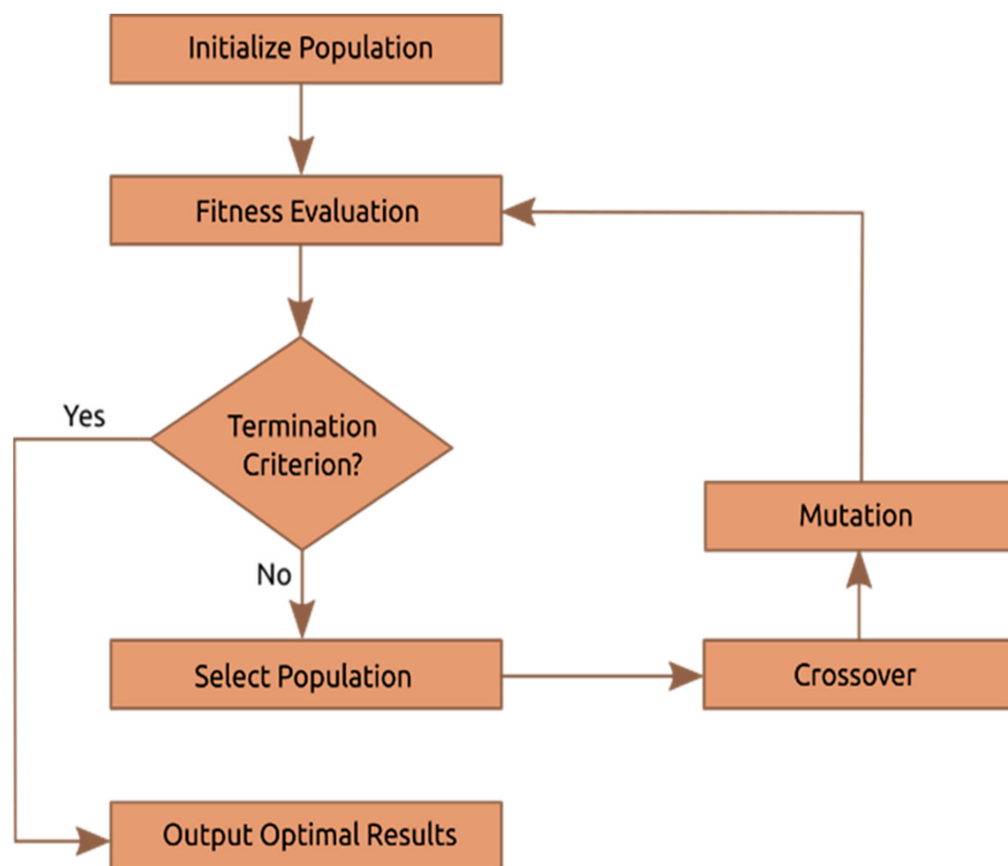 Initialize Population
Fitness Evaluation
Termination
Criterion?
Yes
No
Select Population
Crossover
Mutation
Output Optimal Results